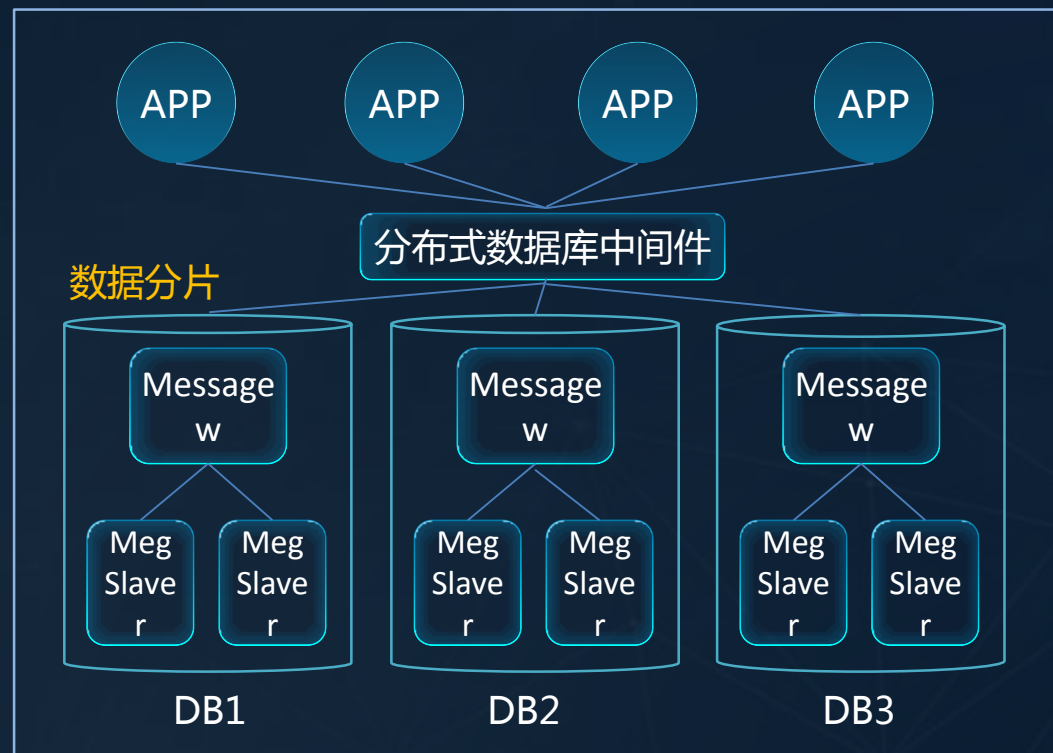 APP APP APP APP
分布式数据库中间件
数据分片
Message
w
Message
w
Message
w
Meg
Slave
r
Meg
Slave
r
Meg
Slave
r
Meg
Slave
r
Meg
Slave
r
Meg
Slave
r
DB1 DB2 DB3